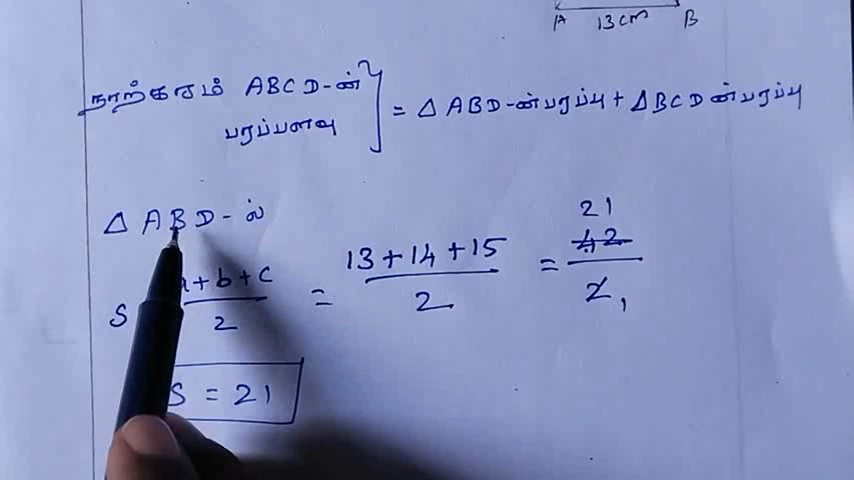 A 13cm B
நாற்கரம் ABCD-ன்
பரப்பளவு } = Δ ABD-ன் பரப்பு + Δ BCD ன் பரப்பு
Δ ABD-ல்
S a+b+c / 2 = 13+14+15 / 2 = 42 / 2 21 1
S = 21